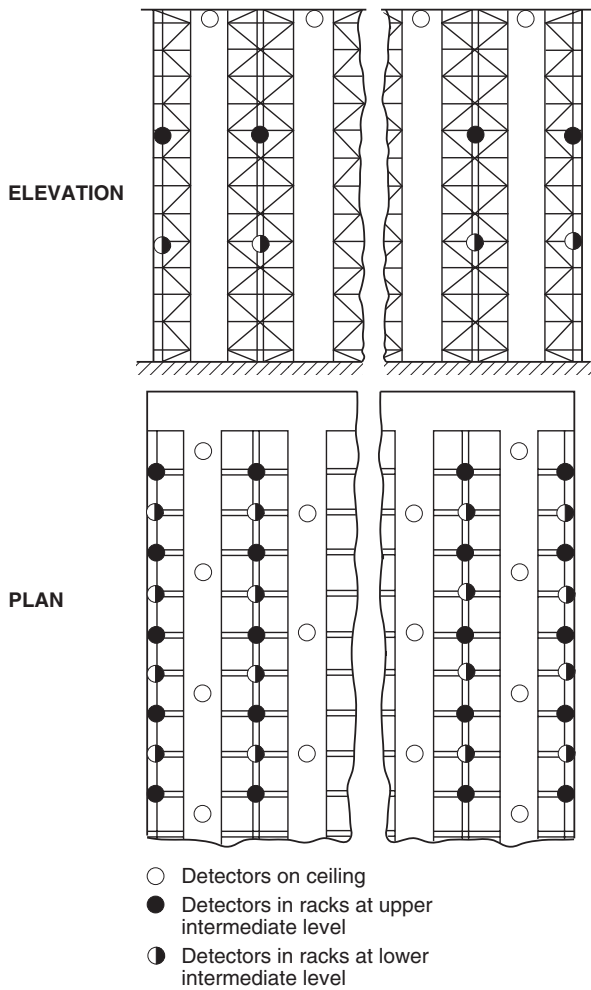 ELEVATION
PLAN
Detectors on ceiling
Detectors in racks at upper
intermediate level
Detectors in racks at lower
intermediate level